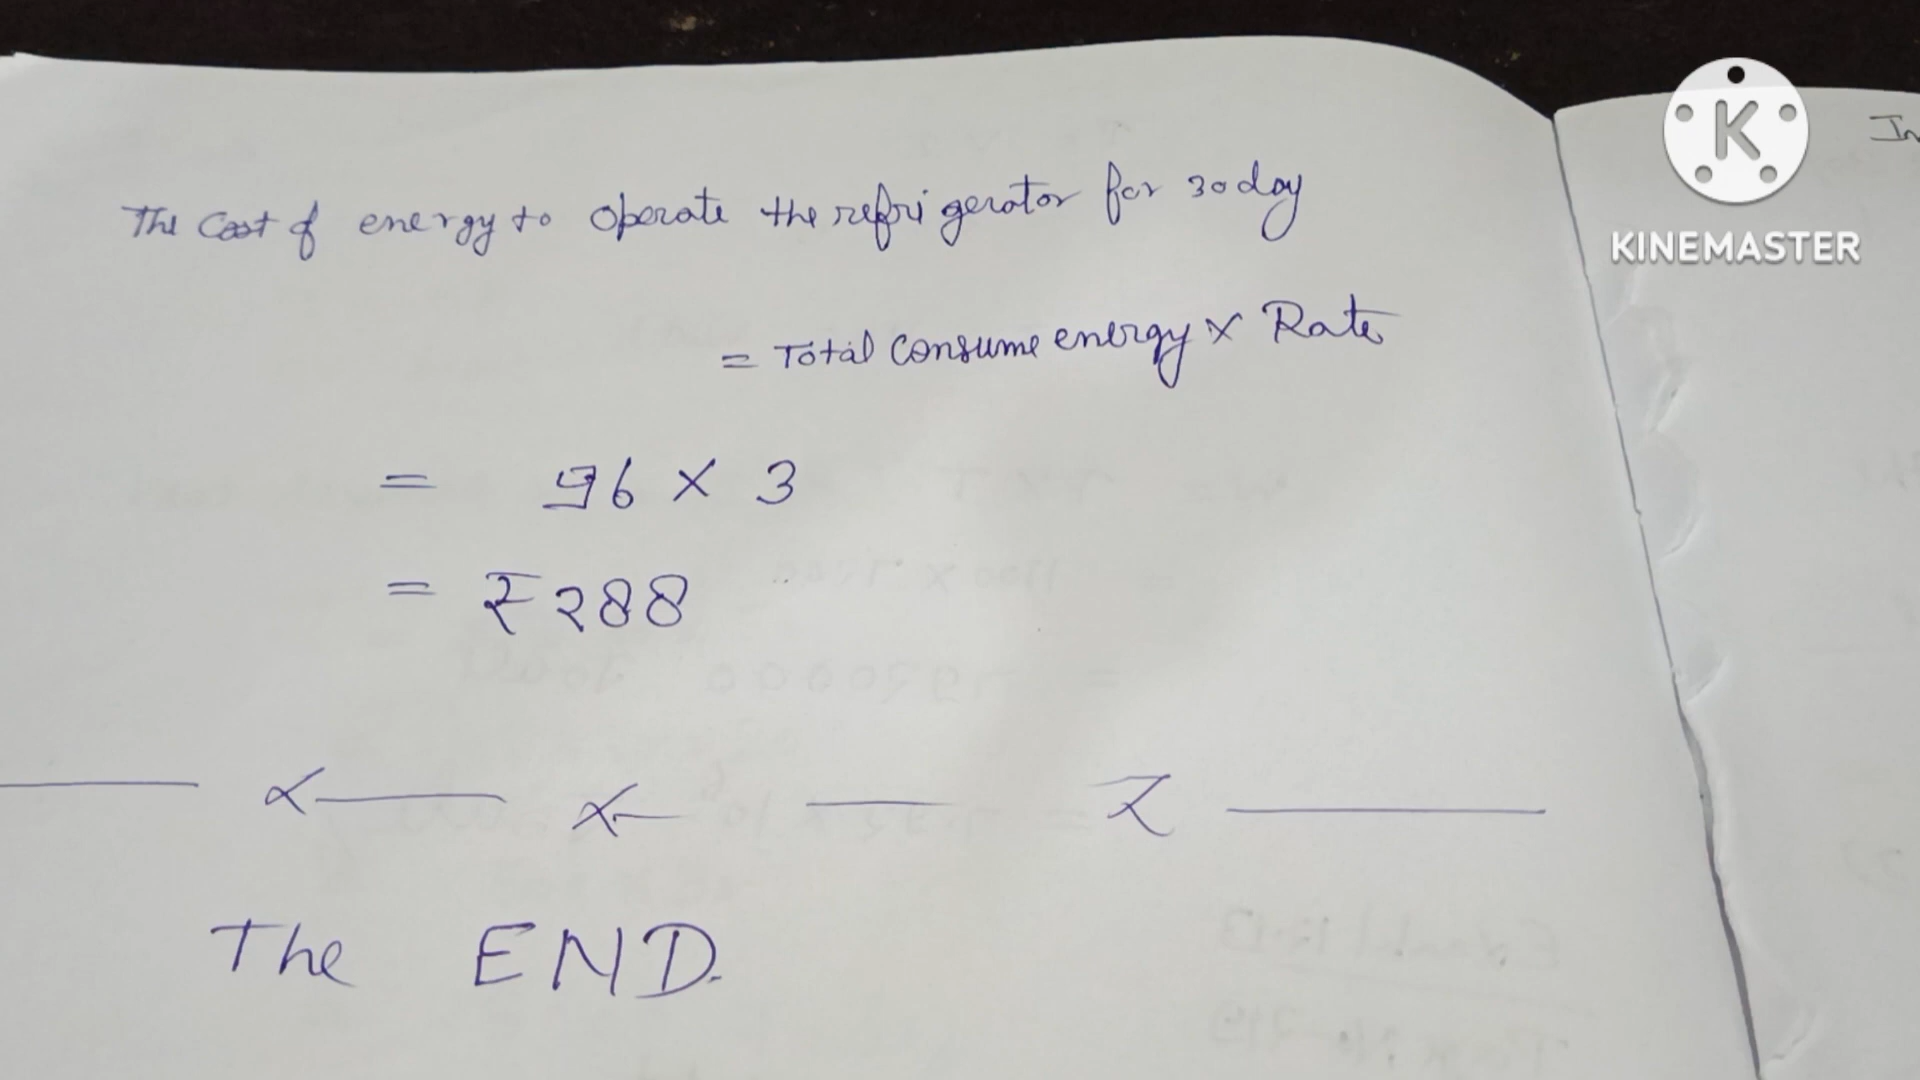 The Cost of energy to operate the refrigerator for 30 day
= Total Consume energy × Rate
= 96 × 3
= ₹ 288
The END.
K
KINEMASTER
In